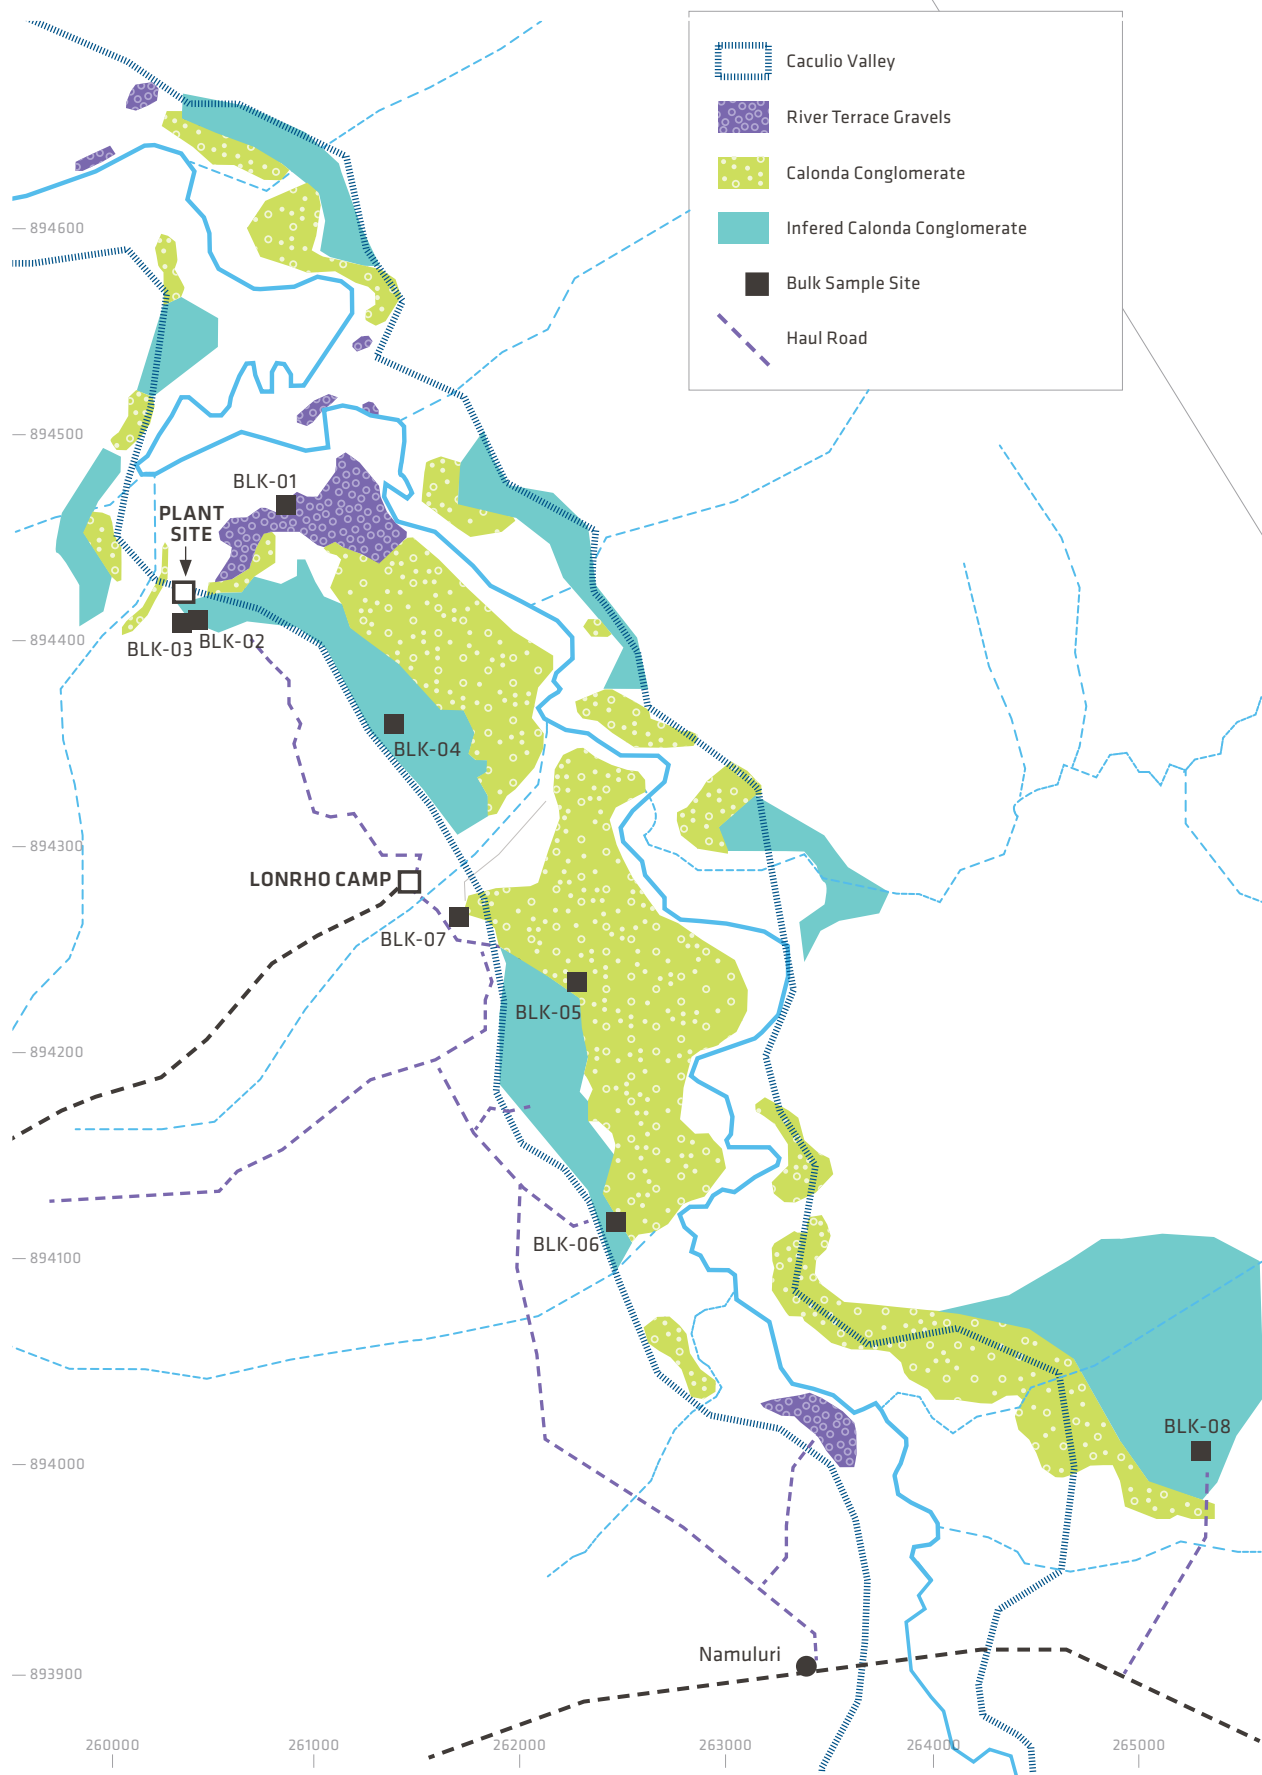 Caculio Valley
River Terrace Gravels
Calonda Conglomerate
Infered Calonda Conglomerate
Bulk Sample Site
Haul Road
894600
894500
BLK-01
PLANT
SITE
894400
BLK-03
BLK-02
BLK-04
894300
LONRHO CAMP
BLK-07
BLK-05
894200
BLK-06
894100
BLK-08
894000
Namuluri
893900
260000
261000
262000
263000
264000
265000